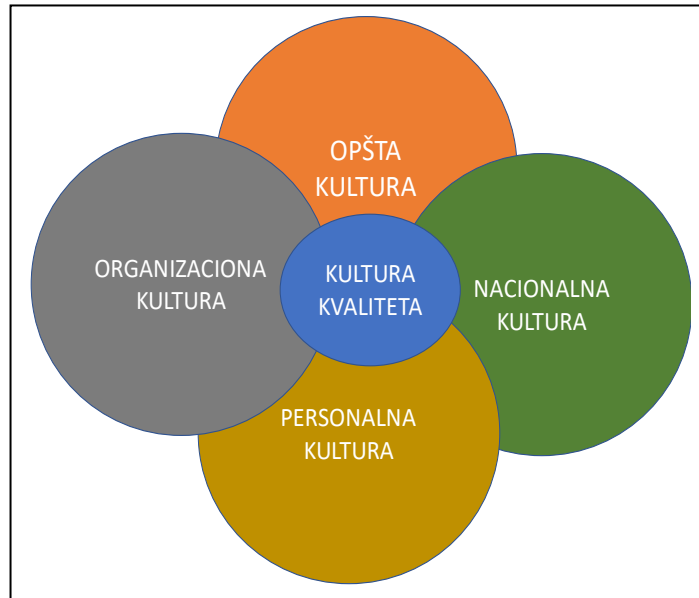 OPŠTA
KULTURA
ORGANIZACIONA
KULTURA
KULTURA
KVALITETA
NACIONALNA
KULTURA
PERSONALNA
KULTURA